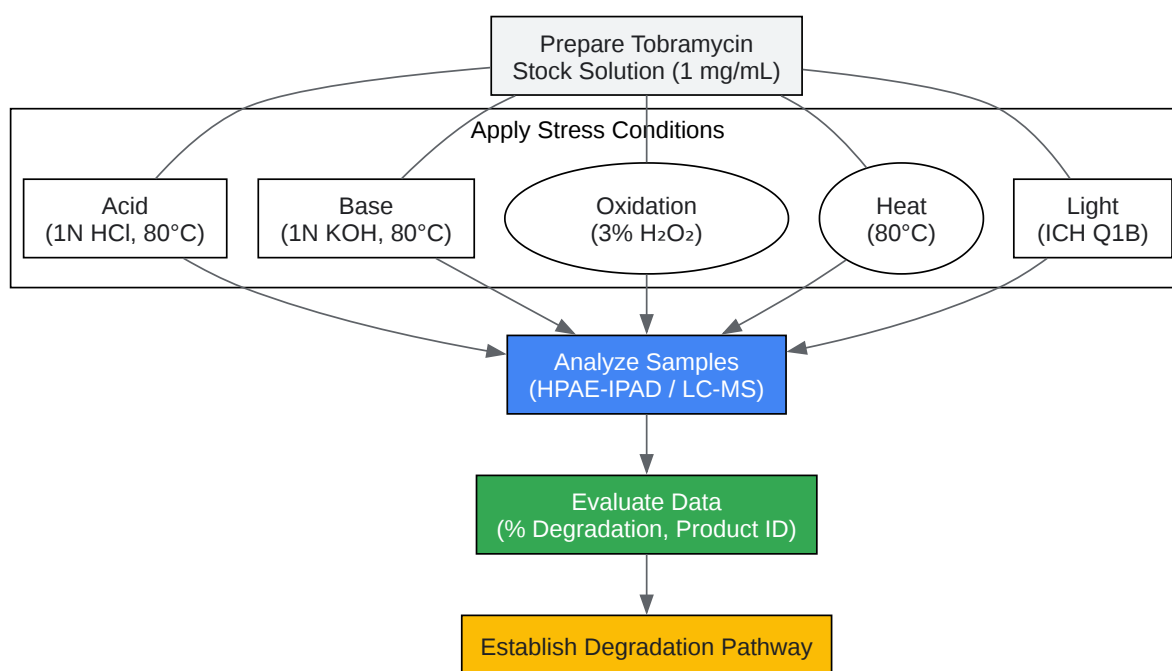 Prepare Tobramycin
Stock Solution (1 mg/mL)
Apply Stress Conditions
Acid
(1N HCl, 80°C)
Base
(1N KOH, 80°C)
Oxidation
(3% H₂O₂)
Heat
(80°C)
Light
(ICH Q1B)
Analyze Samples
(HPAE-IPAD / LC-MS)
Evaluate Data
(% Degradation, Product ID)
Establish Degradation Pathway